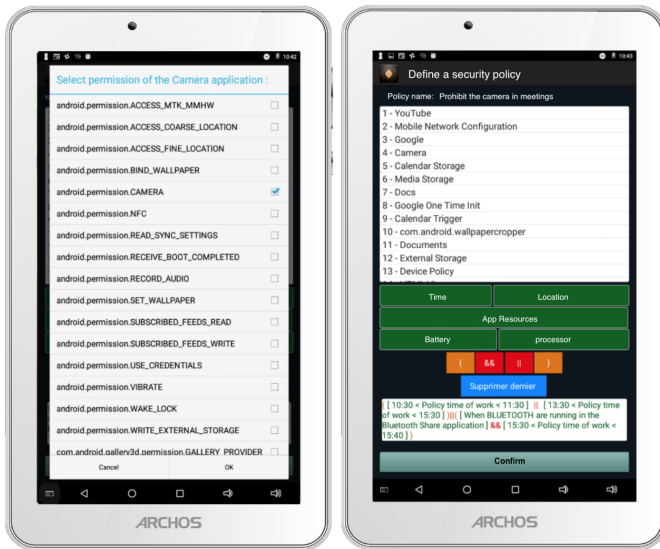 10:42
Select permission of the Camera application :
android.permission.ACCESS_MTK_MMHW
android.permission.ACCESS_COARSE_LOCATION
android.permission.ACCESS_FINE_LOCATION
android.permission.BIND_WALLPAPER
android.permission.CAMERA
android.permission.NFC
android.permission.READ_SYNC_SETTINGS
android.permission.RECEIVE_BOOT_COMPLETED
android.permission.RECORD_AUDIO
android.permission.SET_WALLPAPER
android.permission.SUBSCRIBED_FEEDS_READ
android.permission.SUBSCRIBED_FEEDS_WRITE
android.permission.USE_CREDENTIALS
android.permission.VIBRATE
android.permission.WAKE_LOCK
android.permission.WRITE_EXTERNAL_STORAGE
com.android.gallery3d.permission.GALLERY_PROVIDER
Cancel OK
ARCHOS
10:43
Define a security policy
Policy name: Prohibit the camera in meetings
1 - YouTube
2 - Mobile Network Configuration
3 - Google
4 - Camera
5 - Calendar Storage
6 - Media Storage
7 - Docs
8 - Google One Time Init
9 - Calendar Trigger
10 - com.android.wallpapercropper
11 - Documents
12 - External Storage
13 - Device Policy
Time Location
App Resources
Battery processor
( && || )
Supprimer dernier
( [ 10:30 < Policy time of work < 11:30 ] || [ 13:30 < Policy time
of work < 15:30 ] )||( [ When BLUETOOTH are running in the
Bluetooth Share application ] && [ 15:30 < Policy time of work <
15:40 ] )
Confirm
ARCHOS